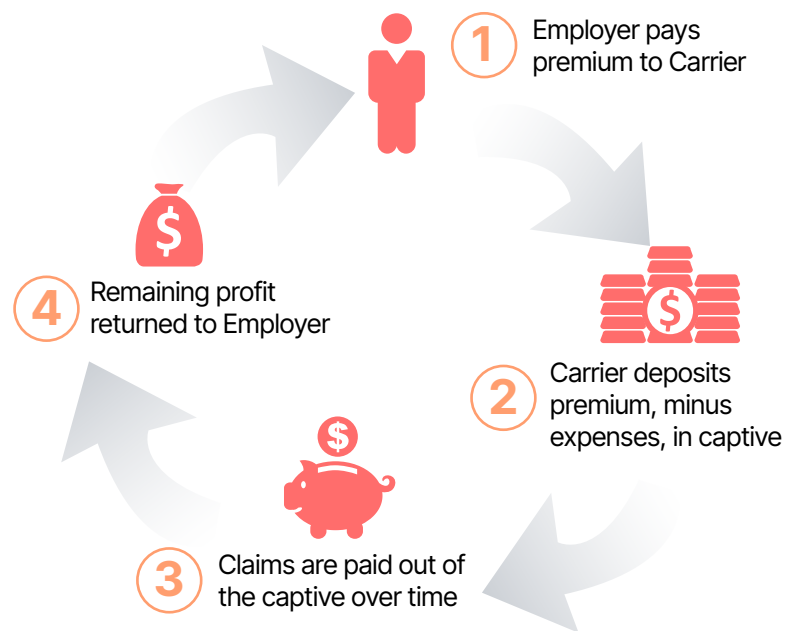 1
Employer pays
premium to Carrier
$
2
Carrier deposits
premium, minus
expenses, in captive
$
3
Claims are paid out of
the captive over time
$
4
Remaining profit
returned to Employer